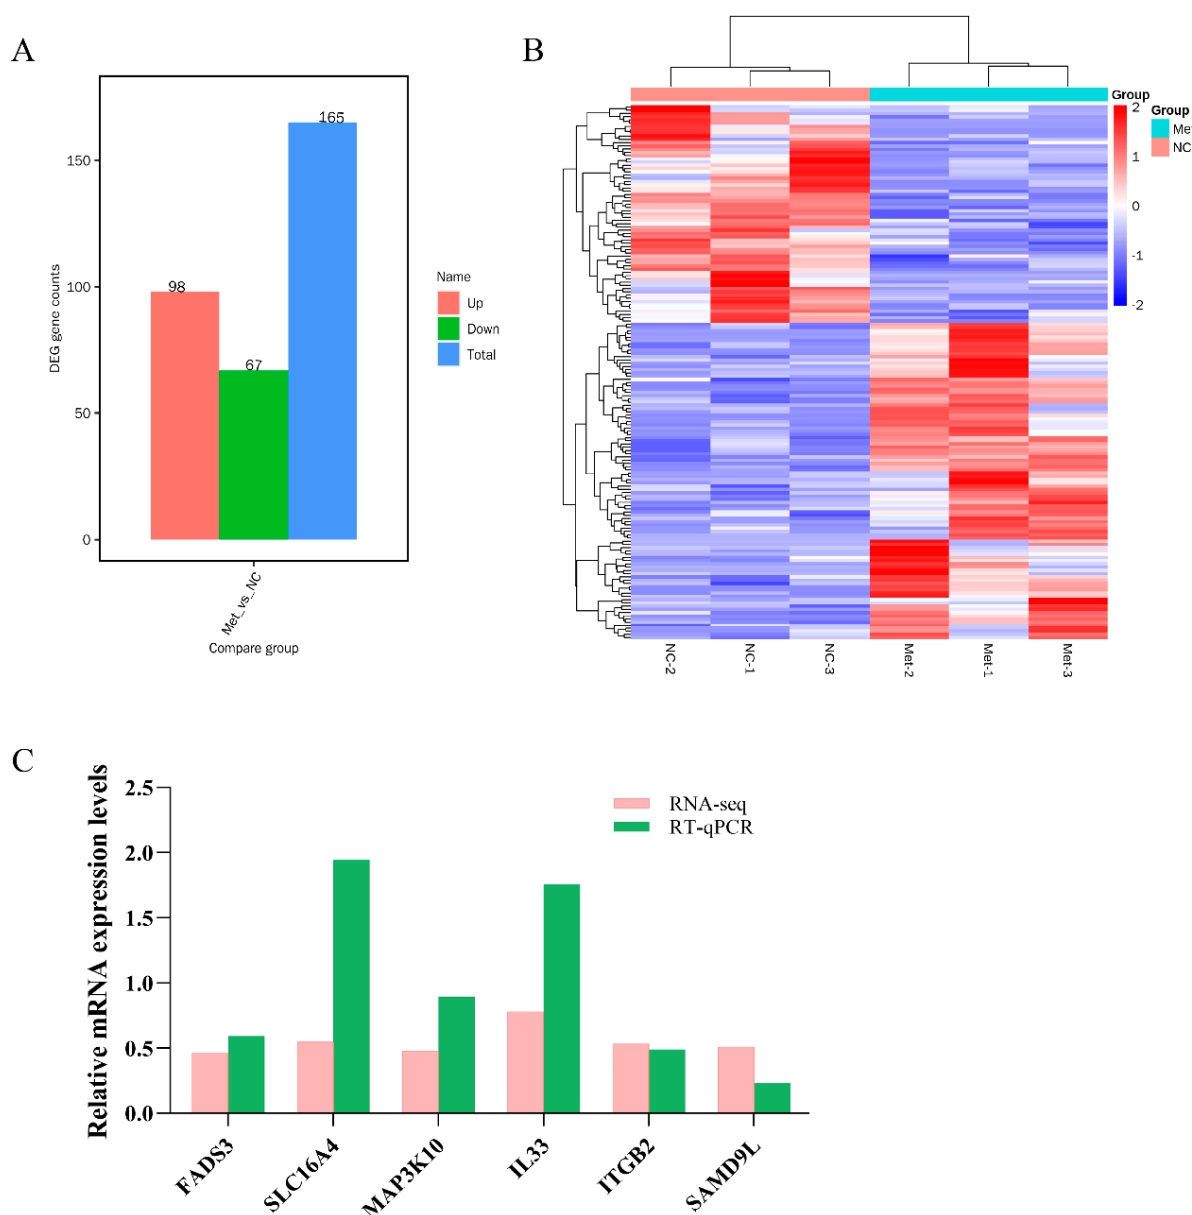 A
165
150
98
100
67
50
0
DEG gene counts
Name
Up
Down
Total
Met_vs_NC
Compare group
B
Group
2
1
0
-1
-2
Group
Met
NC
NC-2
NC-1
NC-3
Met-2
Met-1
Met-3
C
Relative mRNA expression levels
2.5
2.0
1.5
1.0
0.5
0.0
RNA-seq
RT-qPCR
FADS3
SLC16A4
MAP3K10
IL33
ITGB2
SAMD9L